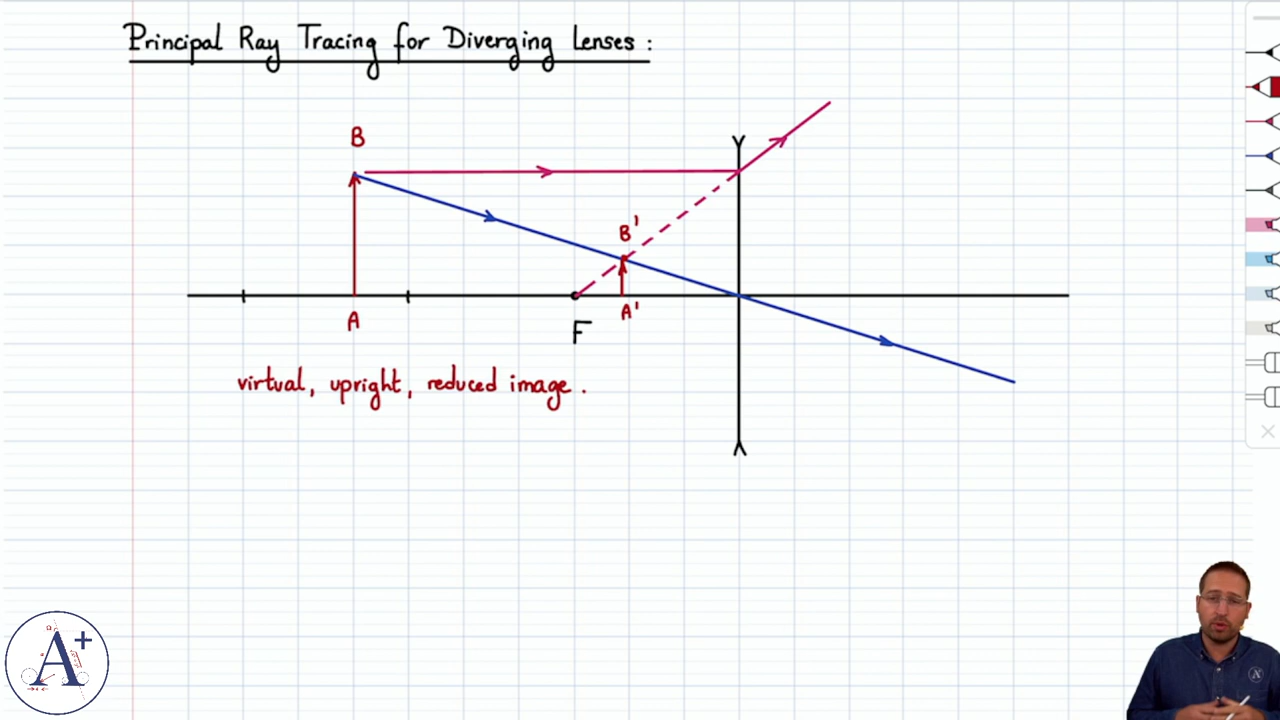 Principal Ray Tracing for Diverging Lenses :
B
B'
A
A'
F
virtual, upright, reduced image.
A+